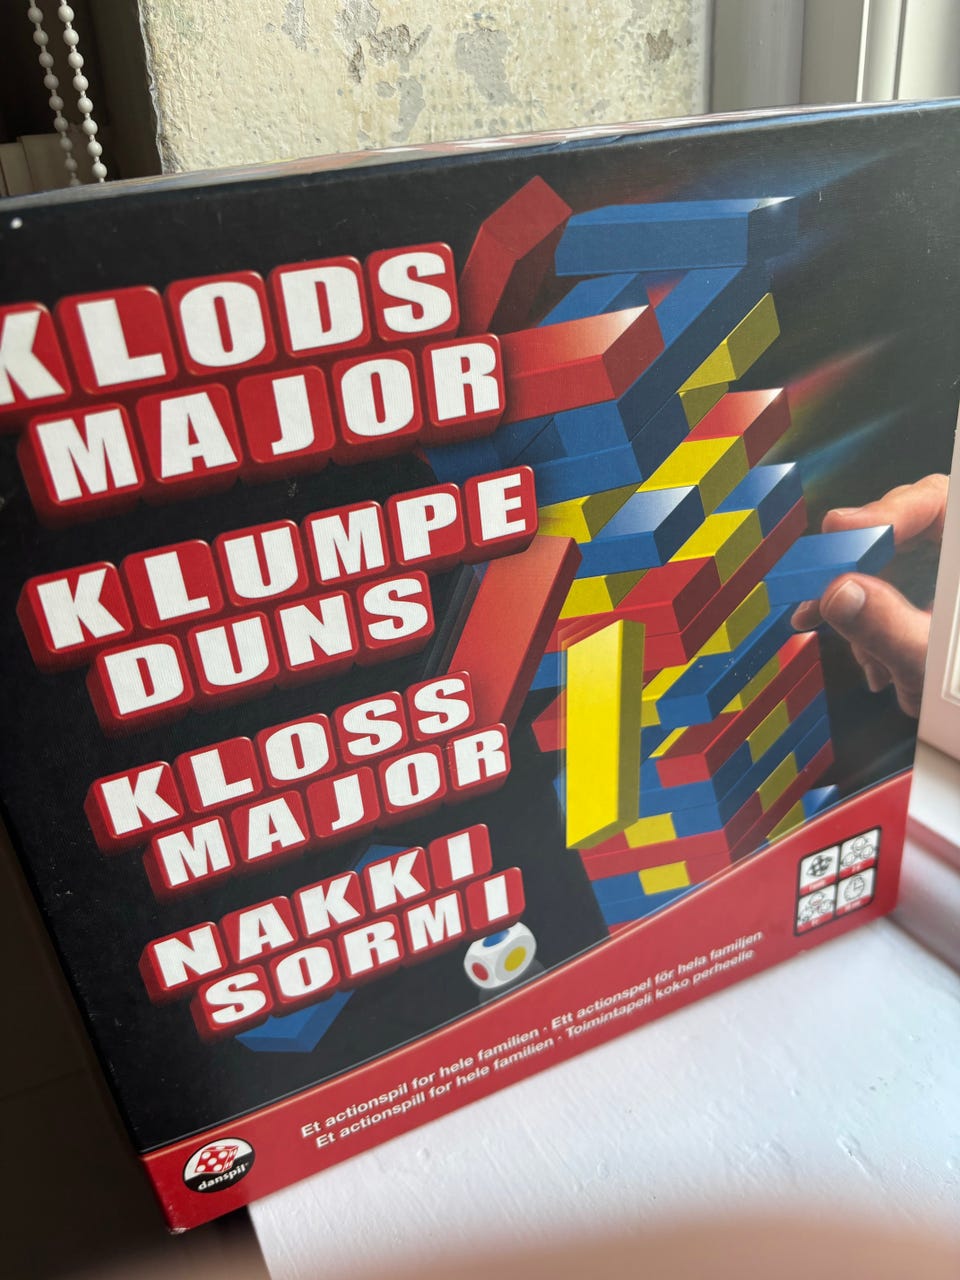 KLODS
MAJOR
KLUMPE
DUNS
KLOSS
MAJOR
NAKKI
SORMI
Et actionspil for hele familien · Ett actionspel för hela familjen
Et actionspill for hele familien · Toimintapeli koko perheelle
danspil